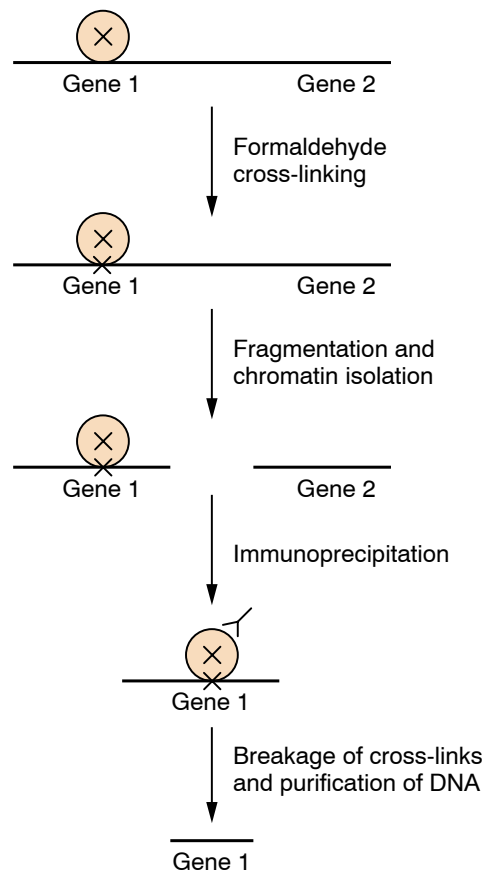 X
Gene 1
Gene 2
Formaldehyde
cross-linking
X
Gene 1
Gene 2
Fragmentation and
chromatin isolation
X
Gene 1
Gene 2
Immunoprecipitation
X
Gene 1
Breakage of cross-links
and purification of DNA
Gene 1